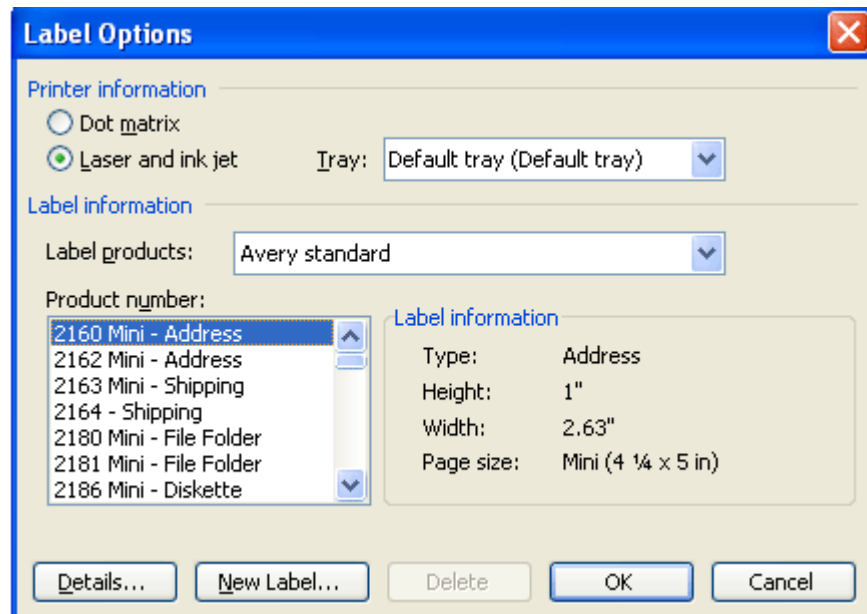 Label Options
Printer information
Dot matrix
Laser and ink jet Tray: Default tray (Default tray)
Label information
Label products: Avery standard
Product number:
2160 Mini - Address
2162 Mini - Address
2163 Mini - Shipping
2164 - Shipping
2180 Mini - File Folder
2181 Mini - File Folder
2186 Mini - Diskette
Label information
Type: Address
Height: 1"
Width: 2.63"
Page size: Mini (4 ¼ x 5 in)
Details... New Label... Delete OK Cancel